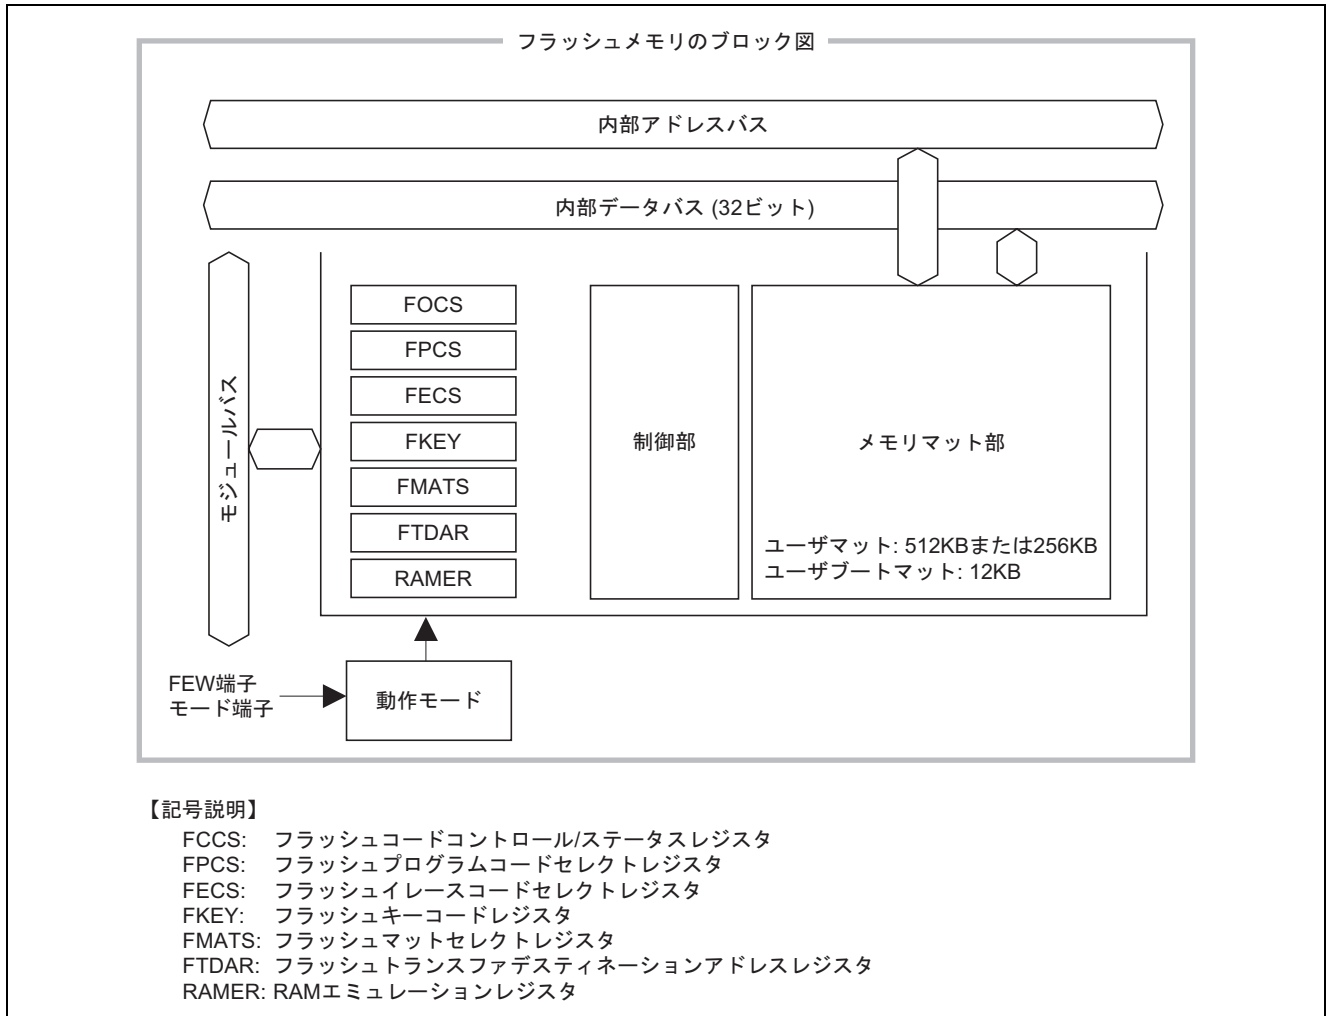 フラッシュメモリのブロック図
内部アドレスバス
内部データバス (32ビット)
モジュールバス
FOCS
FPCS
FECS
FKEY
FMATS
FTDAR
RAMER
制御部
メモリマット部
ユーザマット: 512KBまたは256KB
ユーザブートマット: 12KB
FEW端子
モード端子
動作モード
【記号説明】
FCCS: フラッシュコードコントロール/ステータスレジスタ
FPCS: フラッシュプログラムコードセレクトレジスタ
FECS: フラッシュイレースコードセレクトレジスタ
FKEY: フラッシュキーコードレジスタ
FMATS: フラッシュマットセレクトレジスタ
FTDAR: フラッシュトランスファデスティネーションアドレスレジスタ
RAMER: RAMエミュレーションレジスタ